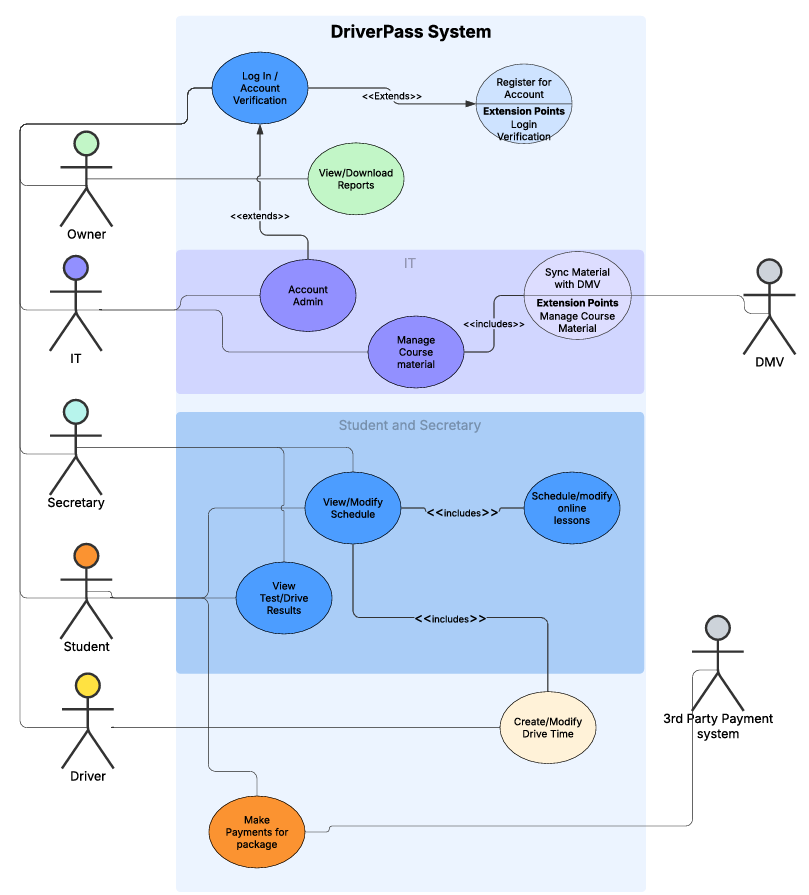 DriverPass System
Log In /
Account
Verification
<<Extends>>
Register for
Account
Extension Points
Login
Verification
View/Download
Reports
Owner
<<extends>>
IT
Account
Admin
Sync Material
with DMV
Extension Points
Manage Course
Material
<<includes>>
Manage
Course
material
IT
DMV
Student and Secretary
Secretary
View/Modify
Schedule
<<includes>>
Schedule/modify
online
lessons
View
Test/Drive
Results
<<includes>>
Student
3rd Party Payment
system
Create/Modify
Drive Time
Driver
Make
Payments for
package